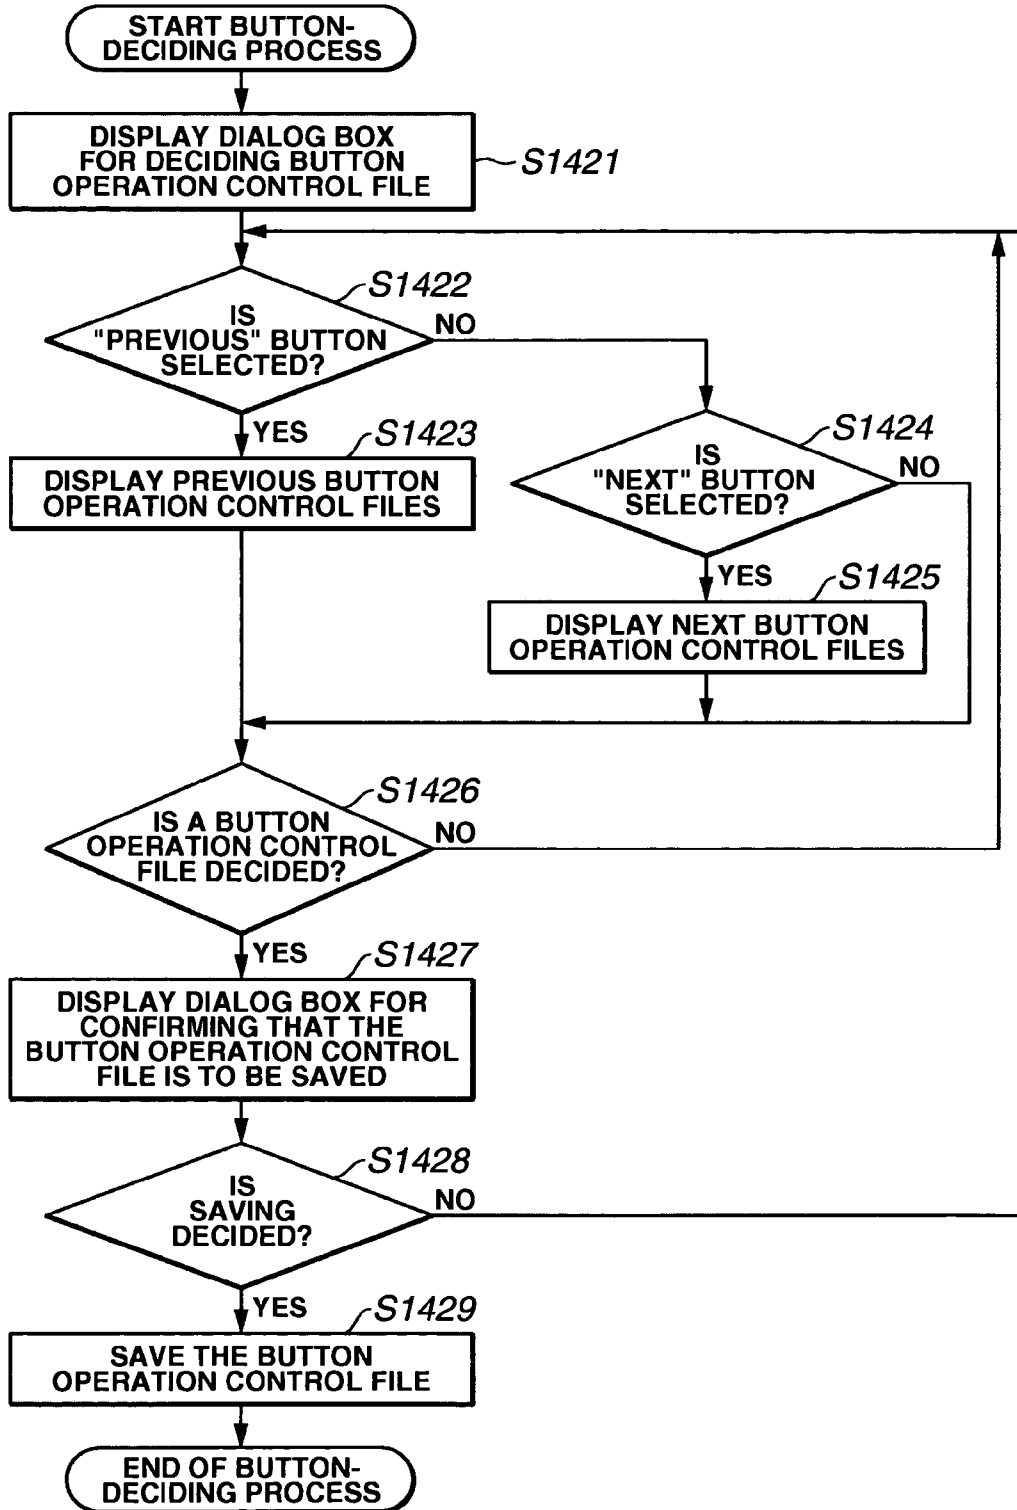 START BUTTON-
DECIDING PROCESS
DISPLAY DIALOG BOX
FOR DECIDING BUTTON
OPERATION CONTROL FILE
S1421
S1422
IS
"PREVIOUS" BUTTON
SELECTED?
NO
YES
S1423
DISPLAY PREVIOUS BUTTON
OPERATION CONTROL FILES
S1424
IS
"NEXT" BUTTON
SELECTED?
NO
YES
S1425
DISPLAY NEXT BUTTON
OPERATION CONTROL FILES
S1426
IS A BUTTON
OPERATION CONTROL
FILE DECIDED?
NO
YES
S1427
DISPLAY DIALOG BOX FOR
CONFIRMING THAT THE
BUTTON OPERATION CONTROL
FILE IS TO BE SAVED
S1428
IS
SAVING
DECIDED?
NO
YES
S1429
SAVE THE BUTTON
OPERATION CONTROL FILE
END OF BUTTON-
DECIDING PROCESS